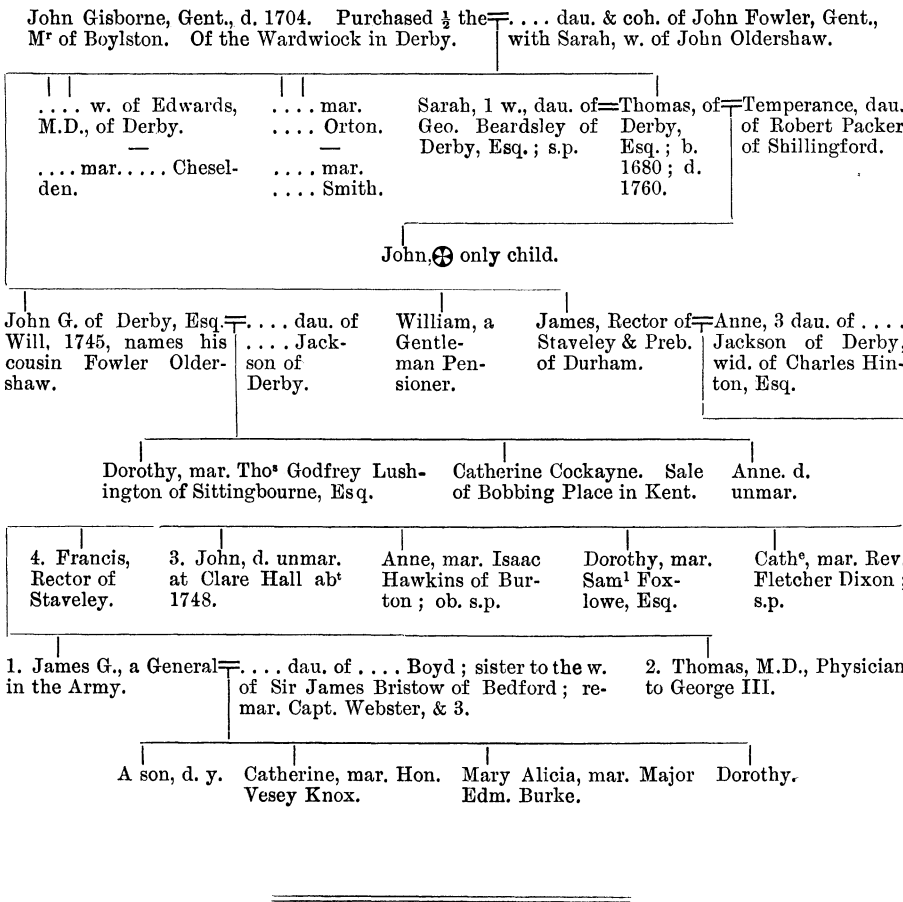 John Gisborne, Gent., d. 1704. Purchased ½ the=. . . . dau. & coh. of John Fowler, Gent.,
Mʳ of Boylston. Of the Wardwiock in Derby. with Sarah, w. of John Oldershaw.
. . . . w. of Edwards,
M.D., of Derby.
—
. . . . mar. . . . . Chesel-
den.
. . . . mar.
. . . . Orton.
—
. . . . mar.
. . . . Smith.
Sarah, 1 w., dau. of=Thomas, of=Temperance, dau.
Geo. Beardsley of Derby, of Robert Packer
Derby, Esq. ; s.p. Esq. ; b. of Shillingford.
1680 ; d.
1760.
John,⊕ only child.
John G. of Derby, Esq.=. . . . dau. of
Will, 1745, names his . . . . Jack-
cousin Fowler Older- son of
shaw. Derby.
William, a
Gentle-
man Pen-
sioner.
James, Rector of=Anne, 3 dau. of . . . .
Staveley & Preb. Jackson of Derby,
of Durham. wid. of Charles Hin-
ton, Esq.
Dorothy, mar. Thoˢ Godfrey Lush-
ington of Sittingbourne, Esq.
Catherine Cockayne. Sale
of Bobbing Place in Kent.
Anne. d.
unmar.
4. Francis,
Rector of
Staveley.
3. John, d. unmar.
at Clare Hall abᵗ
1748.
Anne, mar. Isaac
Hawkins of Bur-
ton ; ob. s.p.
Dorothy, mar.
Samˡ Fox-
lowe, Esq.
Cathᵉ, mar. Rev.
Fletcher Dixon ;
s.p.
1. James G., a General=. . . . dau. of . . . . Boyd ; sister to the w.
in the Army. of Sir James Bristow of Bedford ; re-
mar. Capt. Webster, & 3.
2. Thomas, M.D., Physician
to George III.
A son, d. y.
Catherine, mar. Hon.
Vesey Knox.
Mary Alicia, mar. Major
Edm. Burke.
Dorothy.